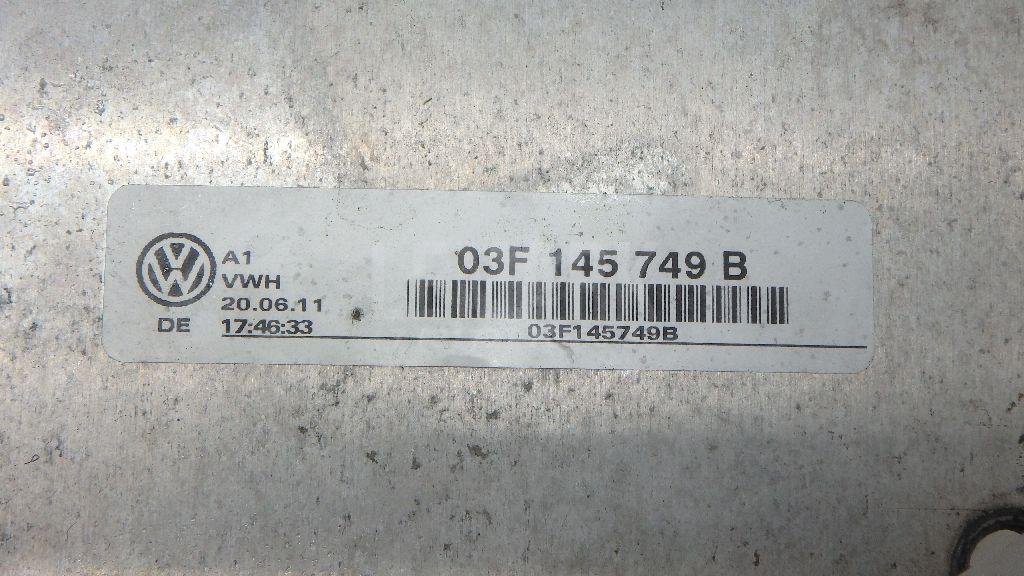 A1
VWH
20.06.11
DE 17:46:33
03F 145 749 B
03F145749B